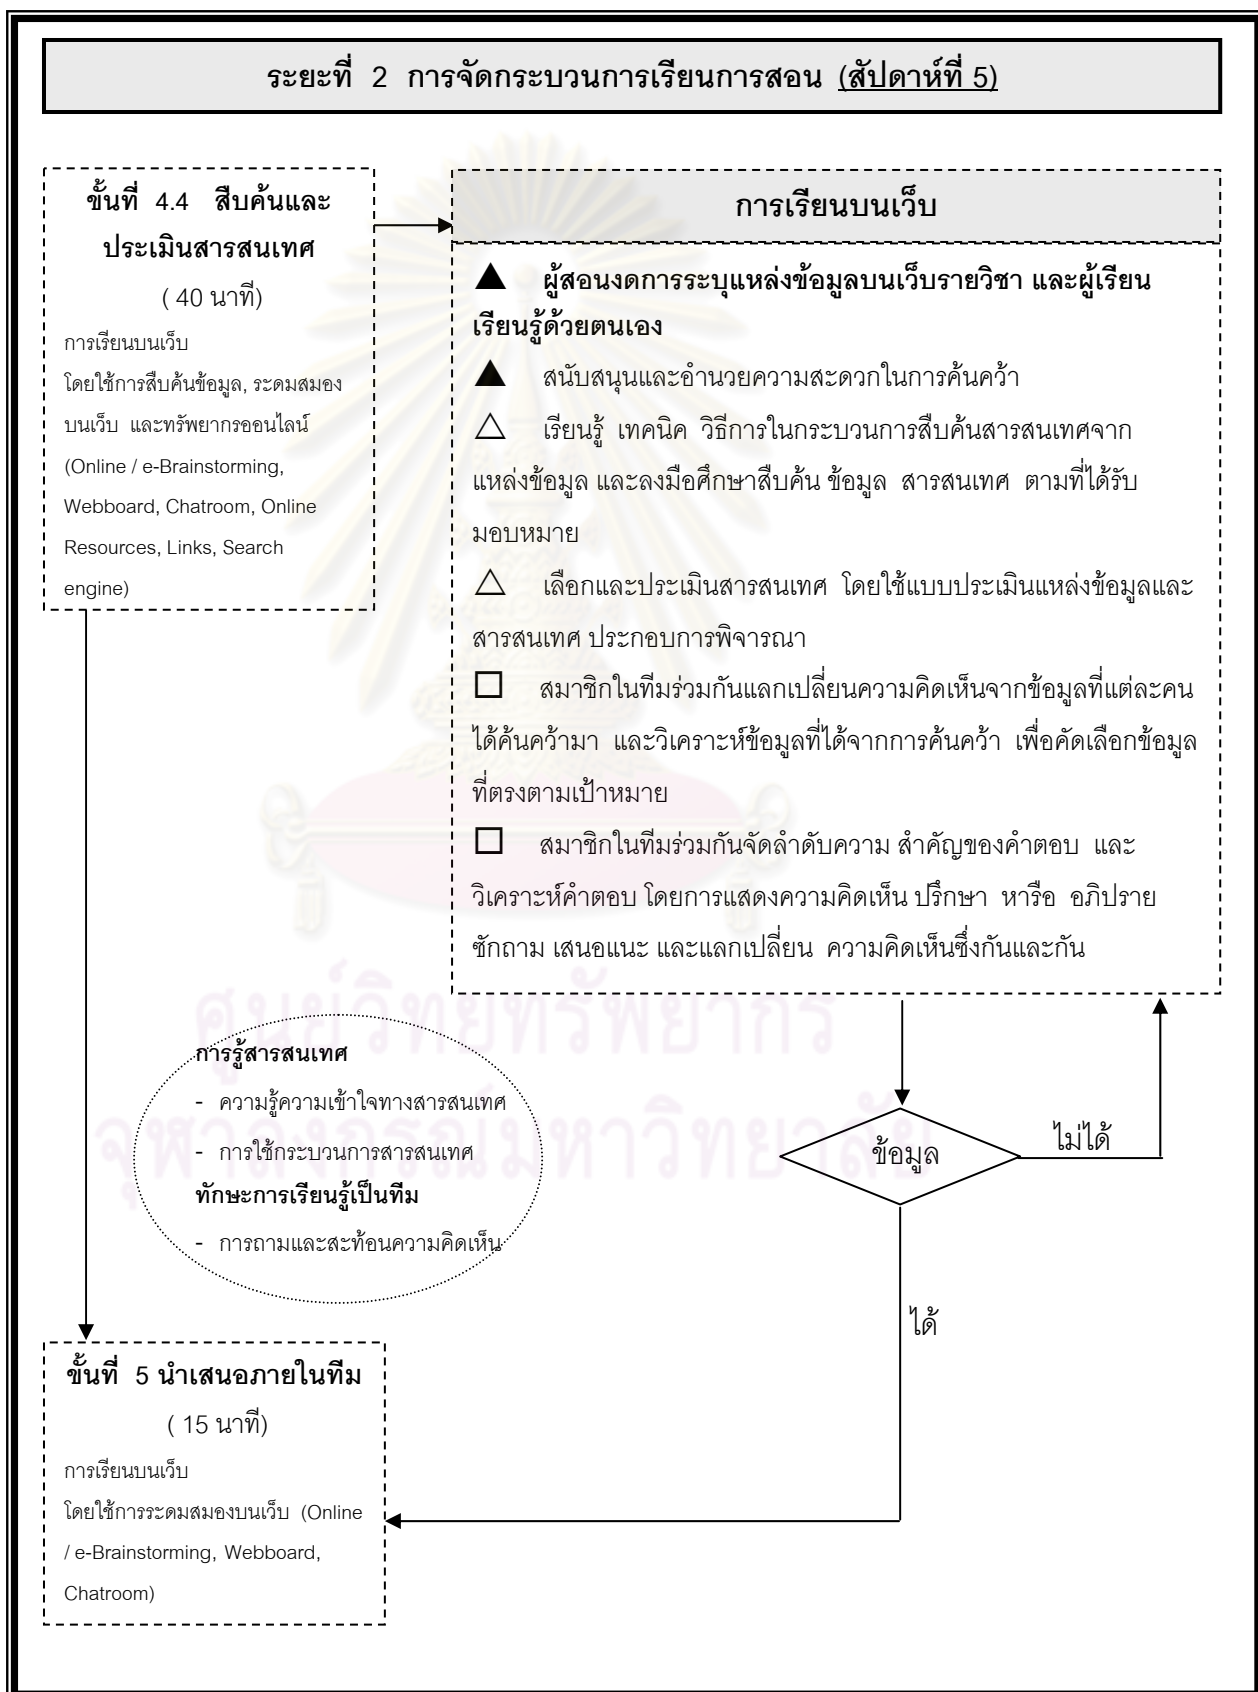 ระยะที่ 2 การจัดกระบวนการเรียนการสอน (สัปดาห์ที่ 5)
ขั้นที่ 4.4 สืบค้นและ
ประเมินสารสนเทศ
( 40 นาที)
การเรียนบนเว็บ
โดยใช้การสืบค้นข้อมูล, ระดมสมอง
บนเว็บ และทรัพยากรออนไลน์
(Online / e-Brainstorming,
Webboard, Chatroom, Online
Resources, Links, Search
engine)
การเรียนบนเว็บ
▲ ผู้สอนงดการระบุแหล่งข้อมูลบนเว็บรายวิชา และผู้เรียน
เรียนรู้ด้วยตนเอง
▲ สนับสนุนและอำนวยความสะดวกในการค้นคว้า
△ เรียนรู้ เทคนิค วิธีการในกระบวนการสืบค้นสารสนเทศจาก
แหล่งข้อมูล และลงมือศึกษาสืบค้น ข้อมูล สารสนเทศ ตามที่ได้รับ
มอบหมาย
△ เลือกและประเมินสารสนเทศ โดยใช้แบบประเมินแหล่งข้อมูลและ
สารสนเทศ ประกอบการพิจารณา
□ สมาชิกในทีมร่วมกันแลกเปลี่ยนความคิดเห็นจากข้อมูลที่แต่ละคน
ได้ค้นคว้ามา และวิเคราะห์ข้อมูลที่ได้จากการค้นคว้า เพื่อคัดเลือกข้อมูล
ที่ตรงตามเป้าหมาย
□ สมาชิกในทีมร่วมกันจัดลำดับความ สำคัญของคำตอบ และ
วิเคราะห์คำตอบ โดยการแสดงความคิดเห็น ปรึกษา หารือ อภิปราย
ซักถาม เสนอแนะ และแลกเปลี่ยน ความคิดเห็นซึ่งกันและกัน
ศูนย์วิทยทรัพยากร
จุฬาลงกรณ์มหาวิทยาลัย
การรู้สารสนเทศ
- ความรู้ความเข้าใจทางสารสนเทศ
- การใช้กระบวนการสารสนเทศ
ทักษะการเรียนรู้เป็นทีม
- การถามและสะท้อนความคิดเห็น
ข้อมูล
ไม่ได้
ได้
ขั้นที่ 5 นำเสนอภายในทีม
( 15 นาที)
การเรียนบนเว็บ
โดยใช้การระดมสมองบนเว็บ (Online
/ e-Brainstorming, Webboard,
Chatroom)